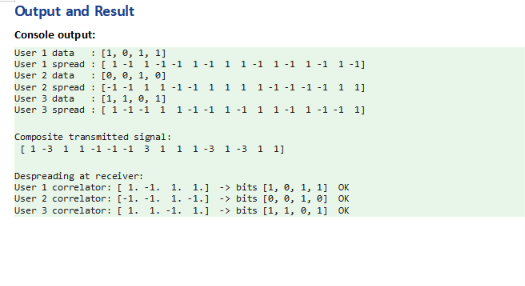 Output and Result
Console output:
User 1 data    : [1, 0, 1, 1]
User 1 spread : [ 1 -1  1 -1 -1  1 -1  1  1 -1  1 -1  1 -1  1 -1]
User 2 data    : [0, 0, 1, 0]
User 2 spread : [-1 -1  1  1 -1 -1  1  1  1  1 -1 -1 -1 -1  1  1]
User 3 data    : [1, 1, 0, 1]
User 3 spread : [ 1 -1 -1  1  1 -1 -1  1 -1  1  1 -1  1 -1 -1  1]
Composite transmitted signal:
[ 1 -3  1  1 -1 -1 -1  3  1  1  1 -3  1 -3  1  1]
Despreading at receiver:
User 1 correlator: [ 1. -1.  1.  1.]  -> bits [1, 0, 1, 1]  OK
User 2 correlator: [-1. -1.  1. -1.]  -> bits [0, 0, 1, 0]  OK
User 3 correlator: [ 1.  1. -1.  1.]  -> bits [1, 1, 0, 1]  OK